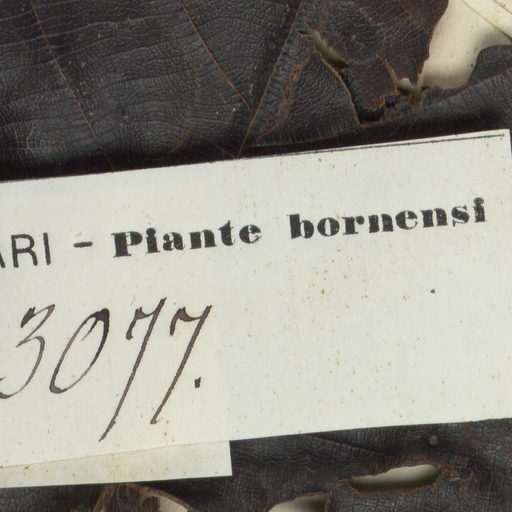 ARI - Piante bornensi
3077.